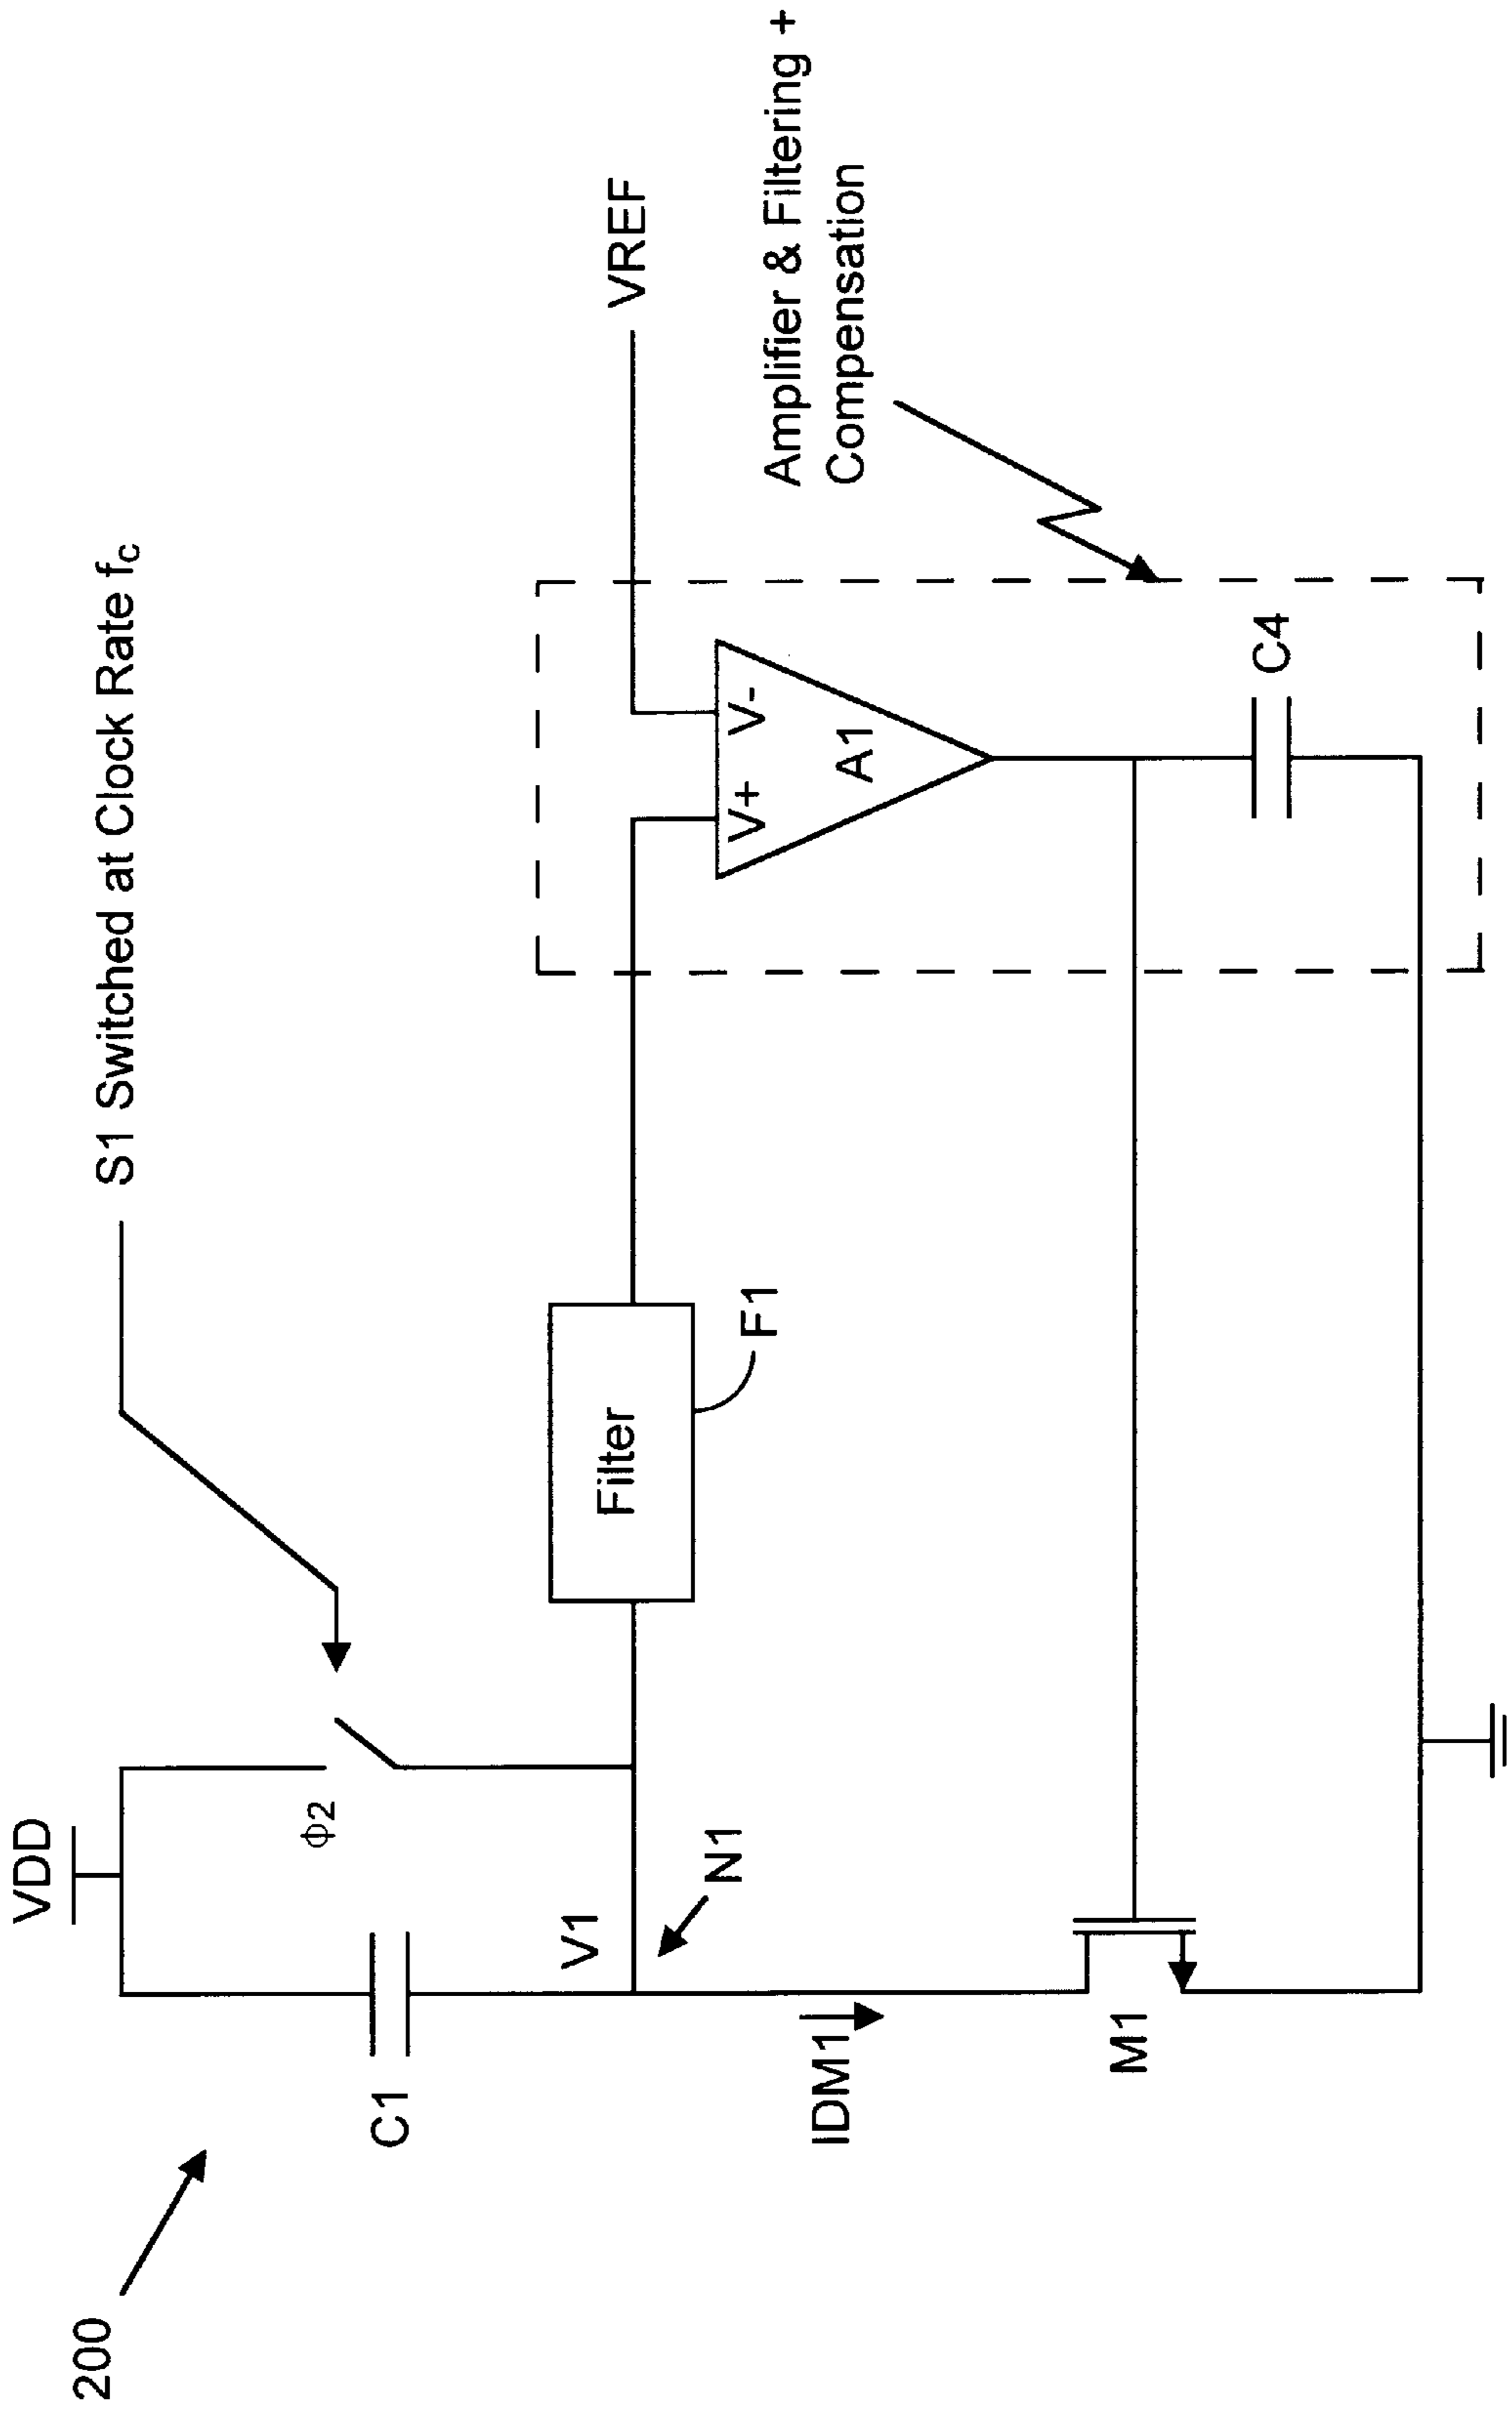 200
VDD
S1 Switched at Clock Rate fc
ϕ2
C1
V1
N1
Filter
F1
VREF
V+ V-
A1
Amplifier & Filtering +
Compensation
IDM1
M1
C4